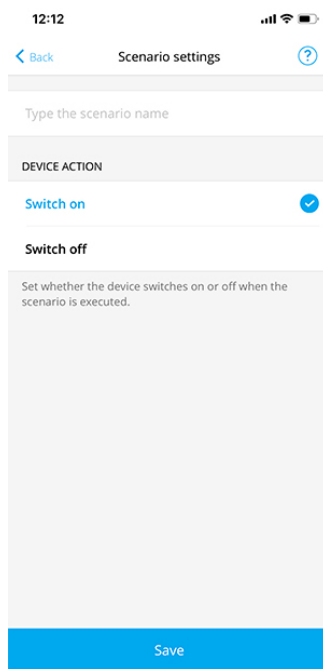 12:12
Back
Scenario settings
?
Type the scenario name
DEVICE ACTION
Switch on
Switch off
Set whether the device switches on or off when the
scenario is executed.
Save